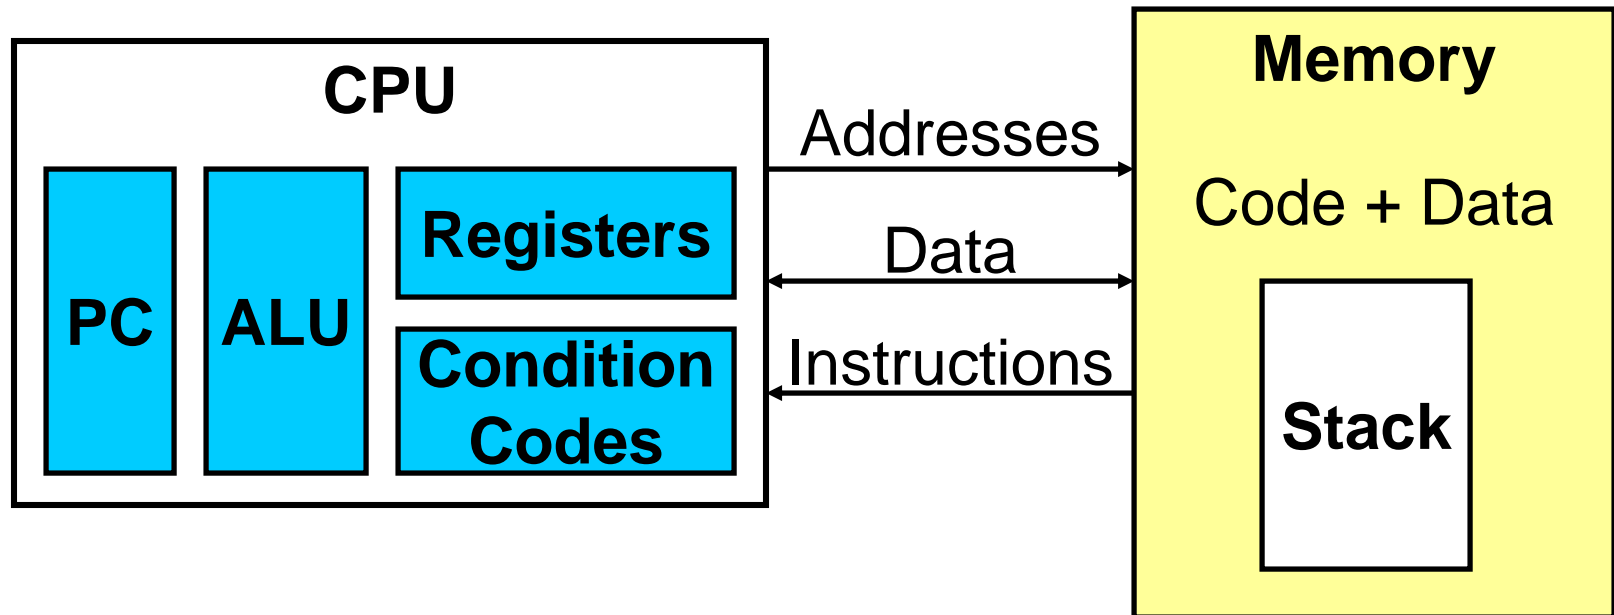 CPU
PC
ALU
Registers
Condition
Codes
Addresses
Data
Instructions
Memory
Code + Data
Stack